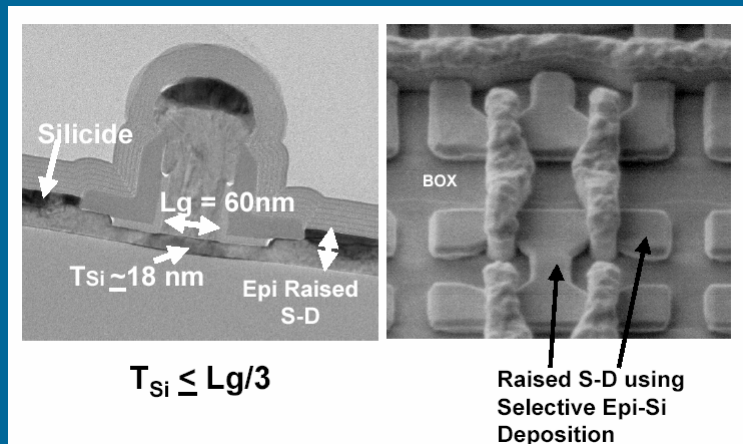 Silicide
Lg = 60nm
TSi ~18 nm
Epi Raised
S-D
BOX
TSi ≤ Lg/3
Raised S-D using
Selective Epi-Si
Deposition